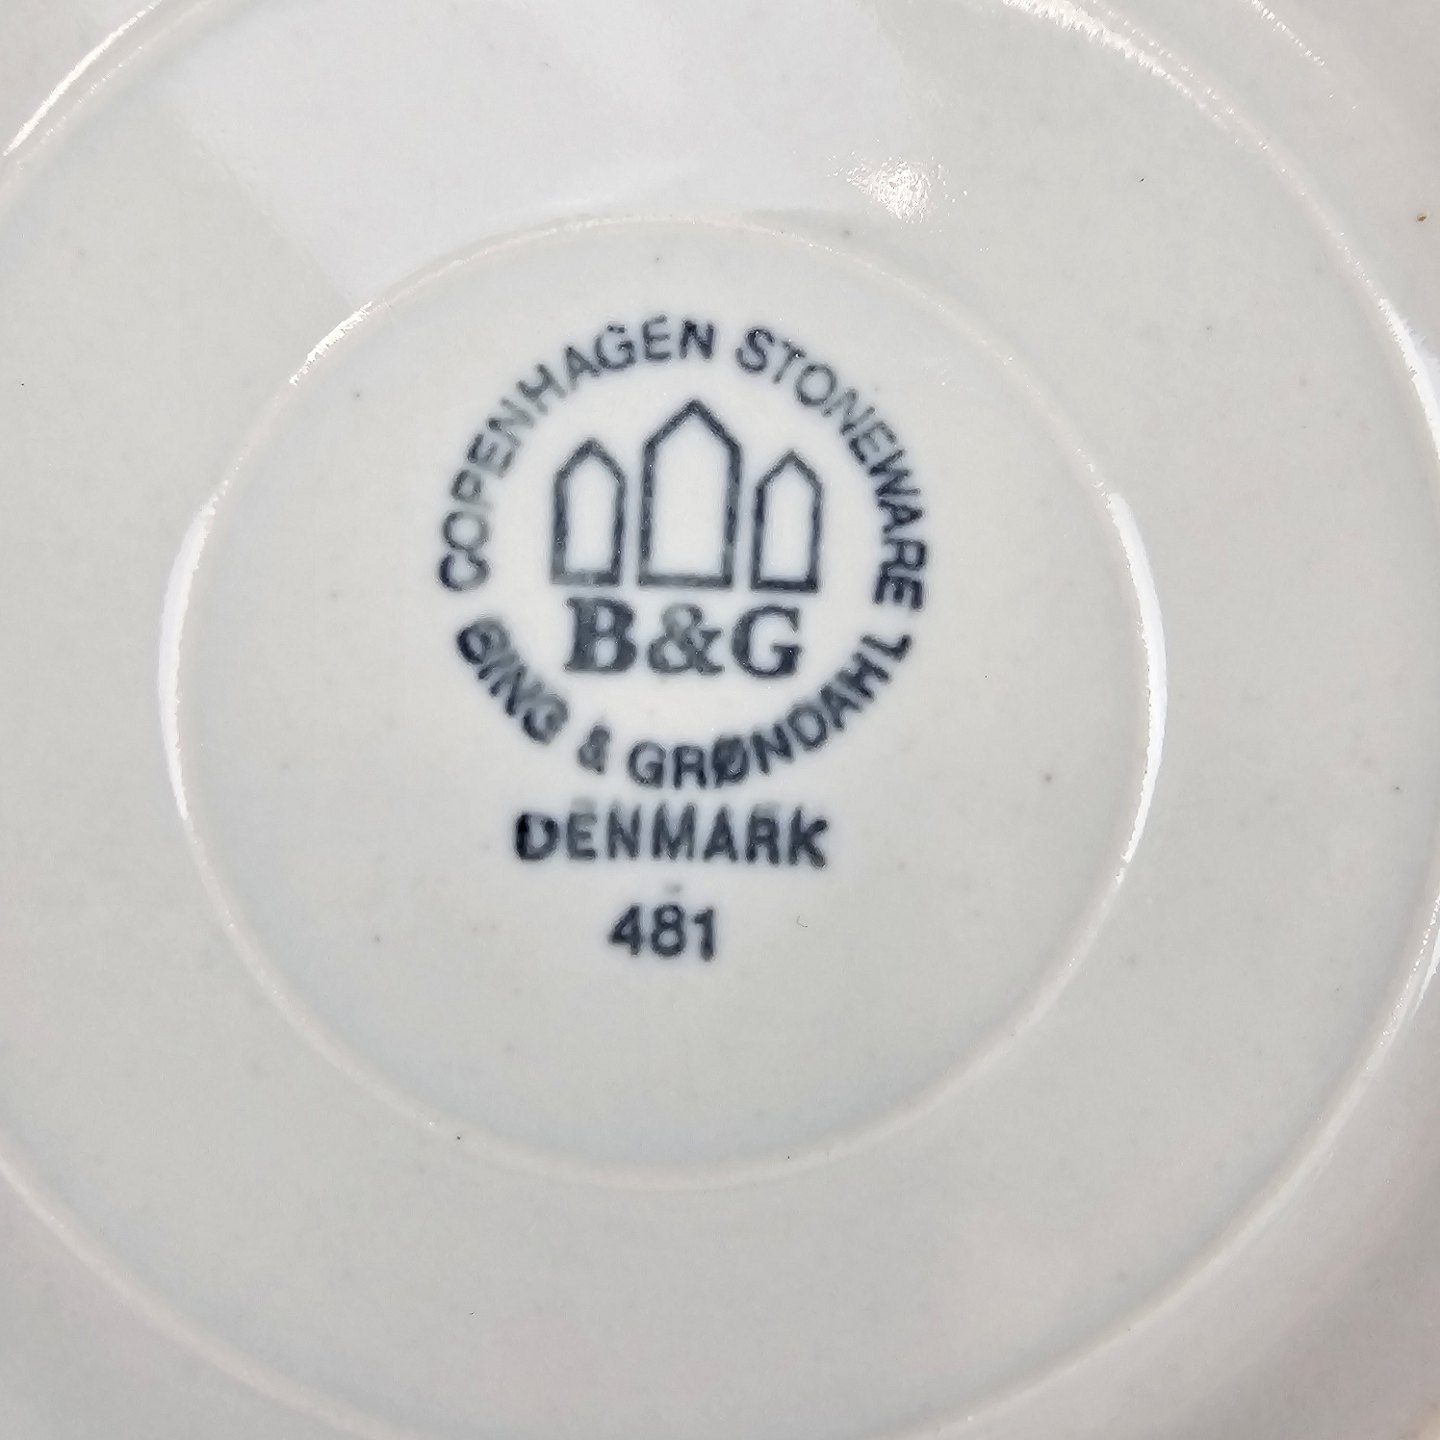 COPENHAGEN STONEWARE
B&G
BING & GRØNDAHL
DENMARK
481